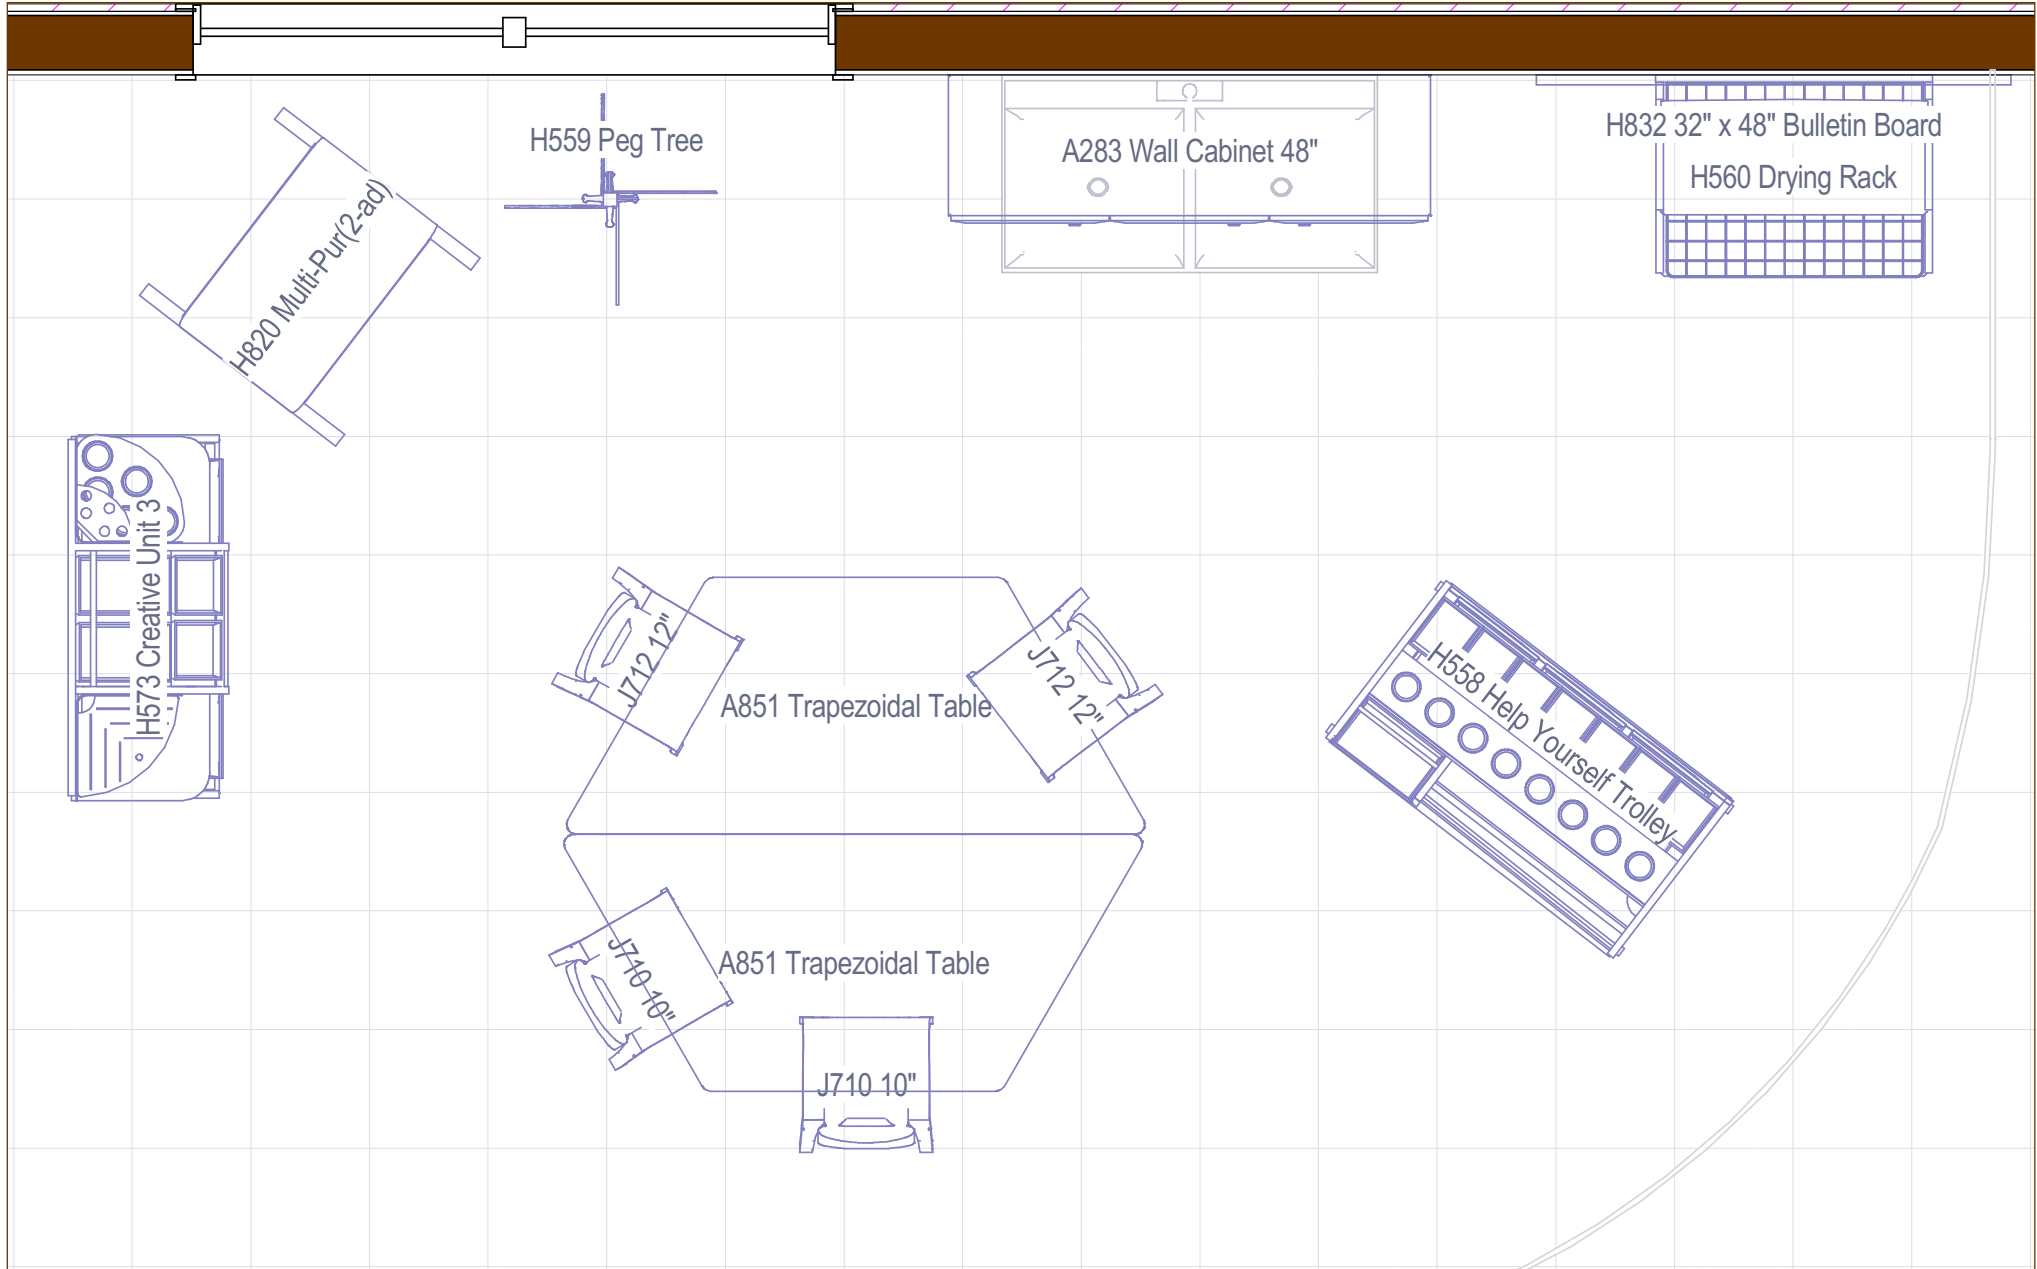 H559 Peg Tree
A283 Wall Cabinet 48"
H832 32" x 48" Bulletin Board
H560 Drying Rack
H820 Multi-Pur(2-ad)
H573 Creative Unit 3
J712 12"
J712 12"
A851 Trapezoidal Table
H558 Help Yourself Trolley
J710 10"
A851 Trapezoidal Table
J710 10"